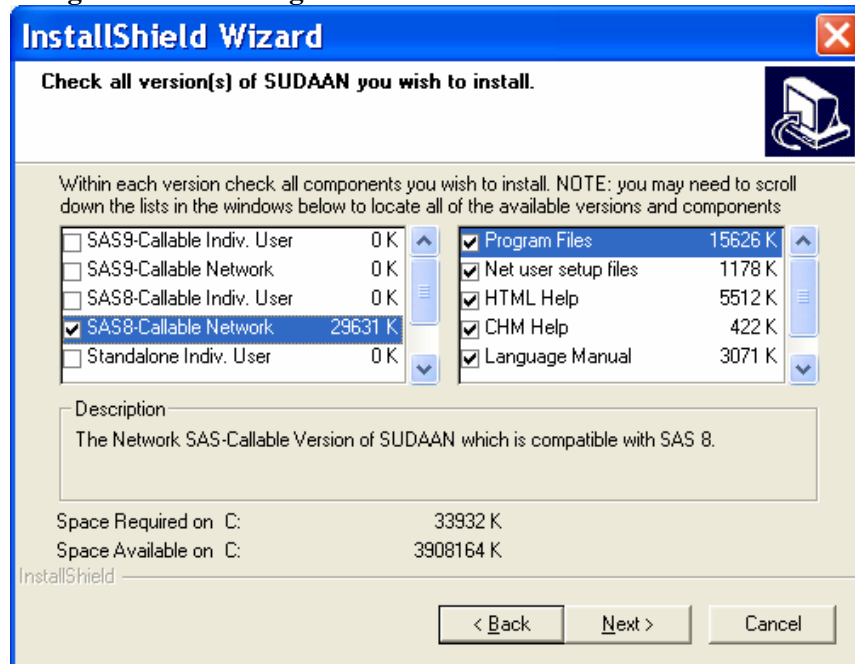 InstallShield Wizard
Check all version(s) of SUDAAN you wish to install.
Within each version check all components you wish to install. NOTE: you may need to scroll
down the lists in the windows below to locate all of the available versions and components
SAS9-Callable Indiv. User 0 K
SAS9-Callable Network 0 K
SAS8-Callable Indiv. User 0 K
SAS8-Callable Network 29631 K
Standalone Indiv. User 0 K
Program Files 15626 K
Net user setup files 1178 K
HTML Help 5512 K
CHM Help 422 K
Language Manual 3071 K
Description
The Network SAS-Callable Version of SUDAAN which is compatible with SAS 8.
Space Required on C: 33932 K
Space Available on C: 3908164 K
InstallShield
< Back Next > Cancel